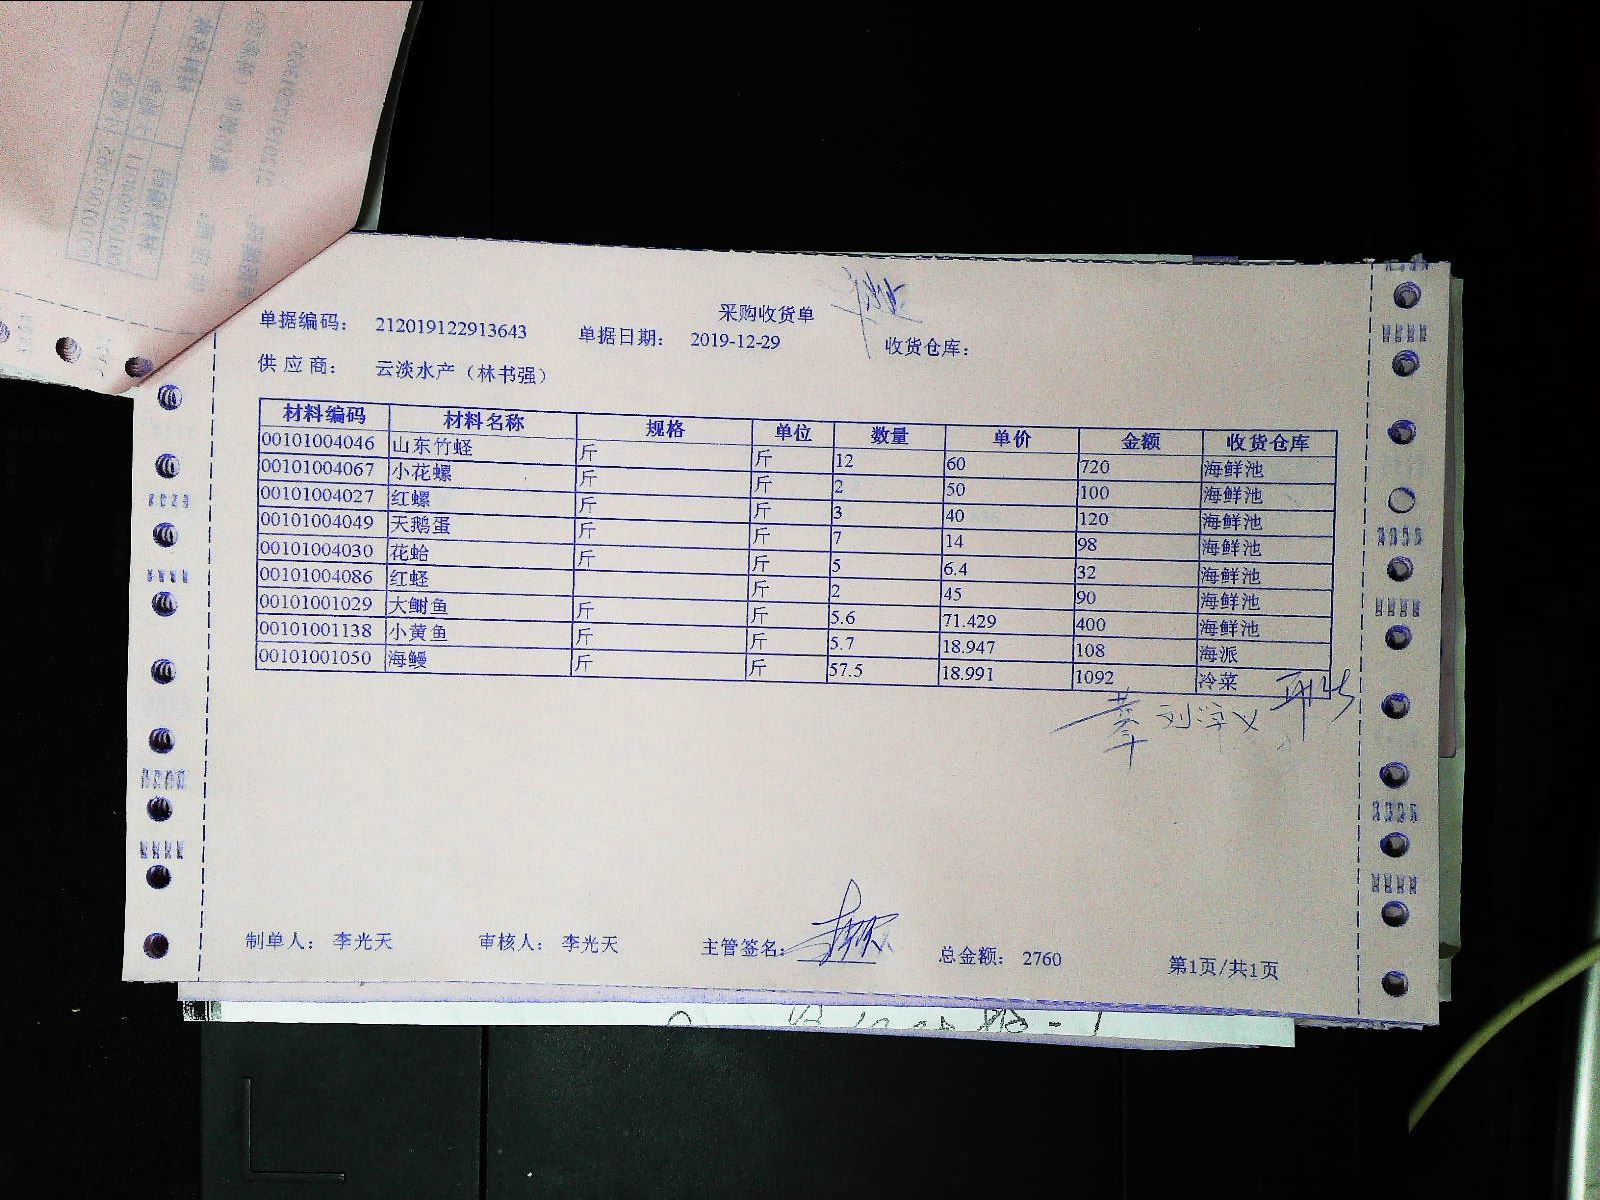 采购收货单
单据编码： 212019122913643 单据日期： 2019-12-29 收货仓库：
供 应 商： 云淡水产（林书强）
材料编码 材料名称 规格 单位 数量 单价 金额 收货仓库
00101004046 山东竹蛏 斤 斤 12 60 720 海鲜池
00101004067 小花螺 斤 斤 2 50 100 海鲜池
00101004027 红螺 斤 斤 3 40 120 海鲜池
00101004049 天鹅蛋 斤 斤 7 14 98 海鲜池
00101004030 花蛤 斤 斤 5 6.4 32 海鲜池
00101004086 红蛏 斤 2 45 90 海鲜池
00101001029 大鲋鱼 斤 斤 5.6 71.429 400 海鲜池
00101001138 小黄鱼 斤 斤 5.7 18.947 108 海派
00101001050 海鳗 斤 斤 57.5 18.991 1092 冷菜
制单人： 李光天 审核人： 李光天 主管签名： 总金额： 2760 第1页/共1页